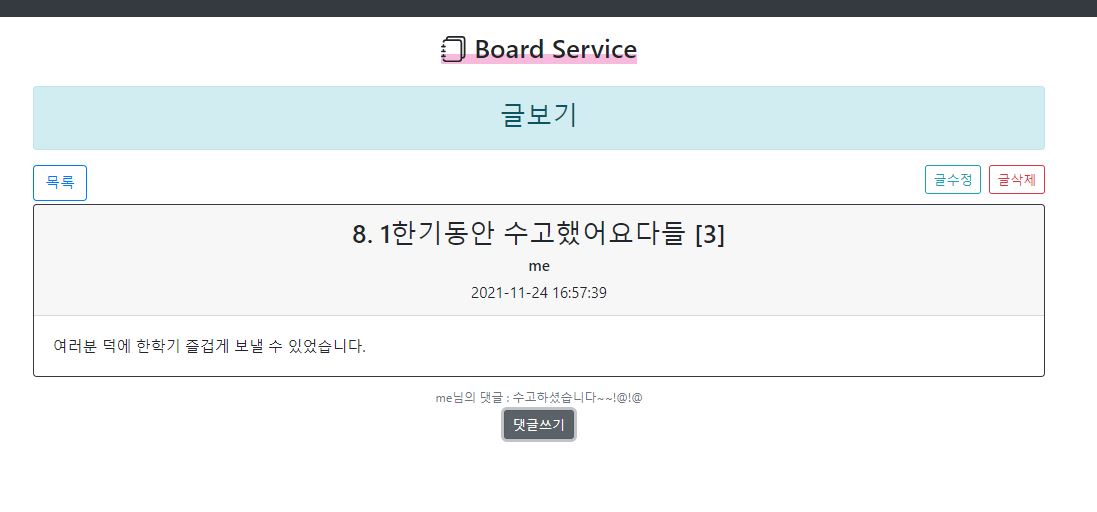 Board Service
글보기
목록
글수정 글삭제
8. 1한기동안 수고했어요다들 [3]
me
2021-11-24 16:57:39
여러분 덕에 한학기 즐겁게 보낼 수 있었습니다.
me님의 댓글 : 수고하셨습니다~~!@!@
댓글쓰기